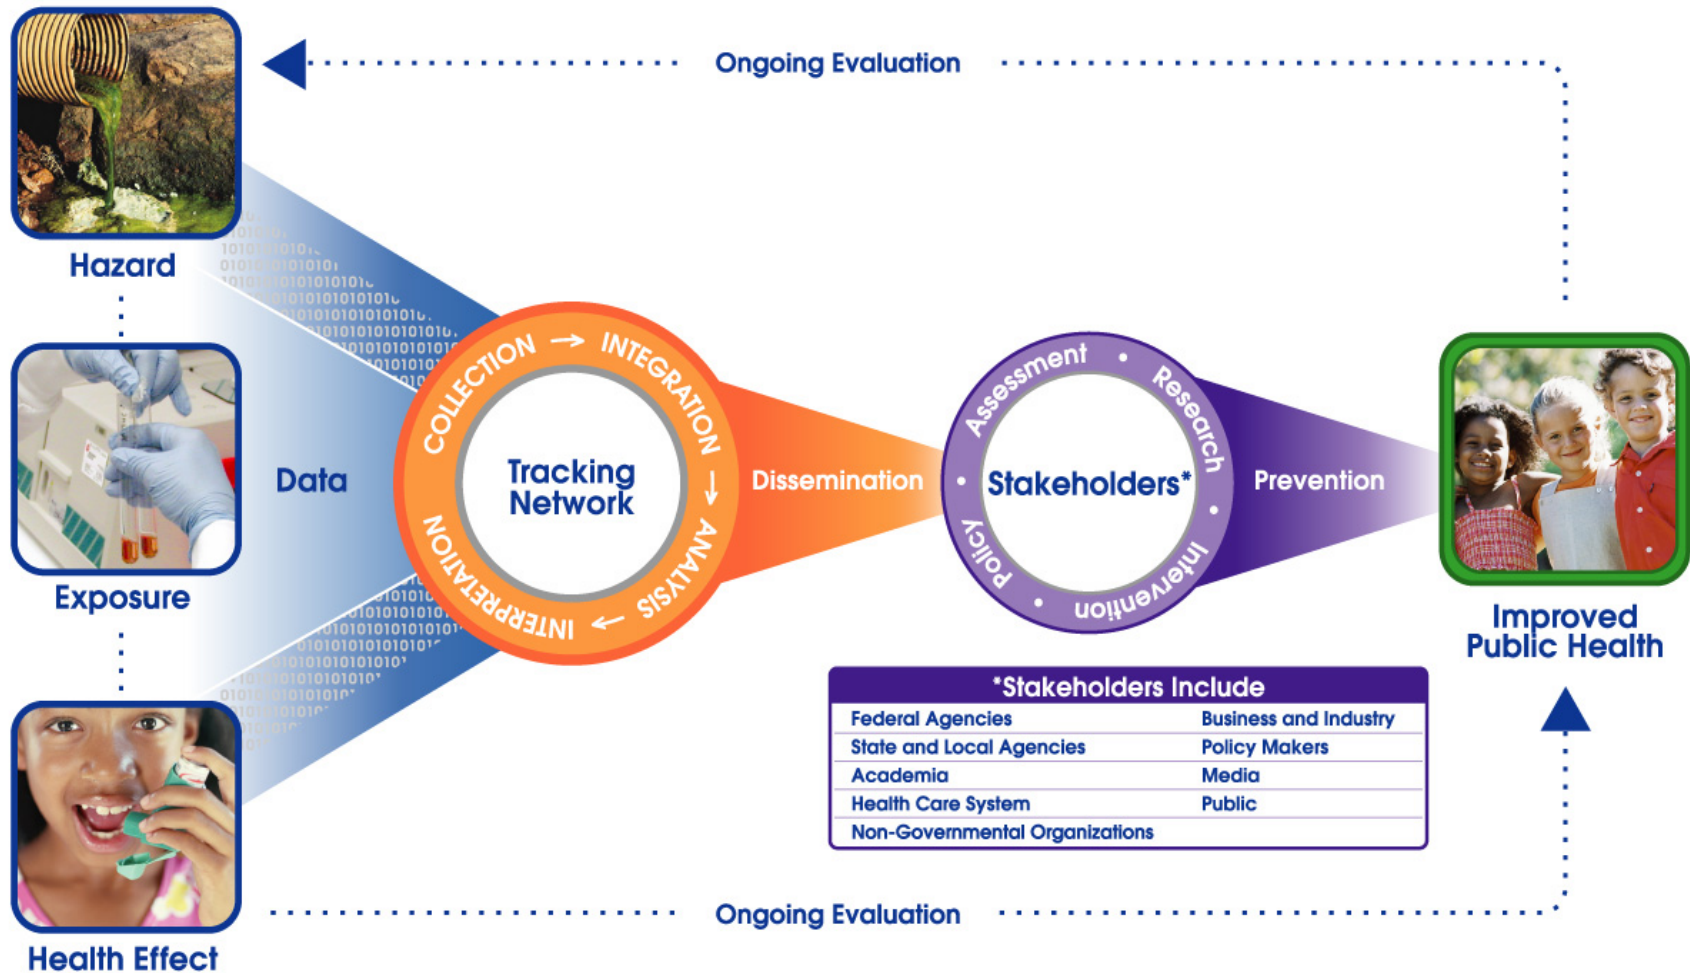 Ongoing Evaluation
Hazard
Exposure
Health Effect
Data
COLLECTION → INTEGRATION → ANALYSIS → INTERPRETATION
Tracking
Network
Dissemination
Assessment • Research • Intervention • Policy •
Stakeholders*
Prevention
Improved
Public Health
*Stakeholders Include
Federal Agencies
State and Local Agencies
Academia
Health Care System
Non-Governmental Organizations
Business and Industry
Policy Makers
Media
Public
Ongoing Evaluation